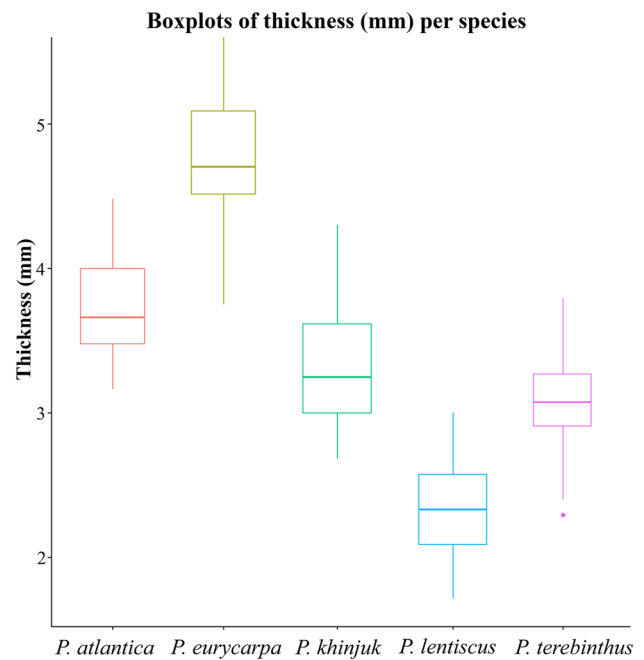 Boxplots of thickness (mm) per species
Thickness (mm)
5
4
3
2
P. atlantica P. eurycarpa P. khinjuk P. lentiscus P. terebinthus